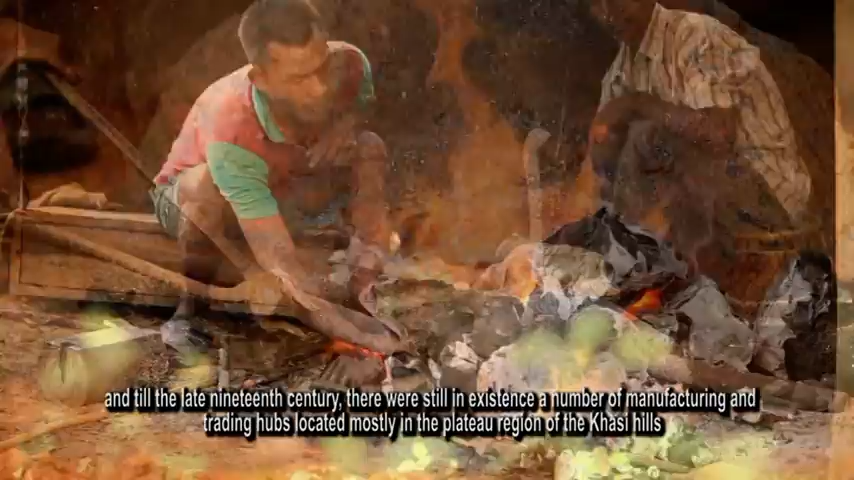 and till the late nineteenth century, there were still in existence a number of manufacturing and
trading hubs located mostly in the plateau region of the Khasi hills